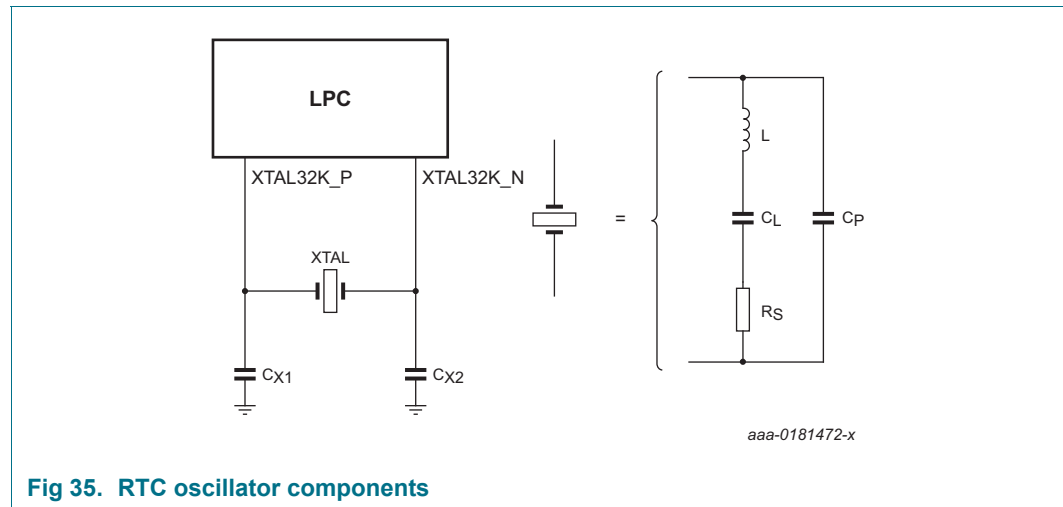 LPC
XTAL32K_P
XTAL32K_N
XTAL
CX1
CX2
=
L
CL
CP
RS
aaa-0181472-x
Fig 35. RTC oscillator components